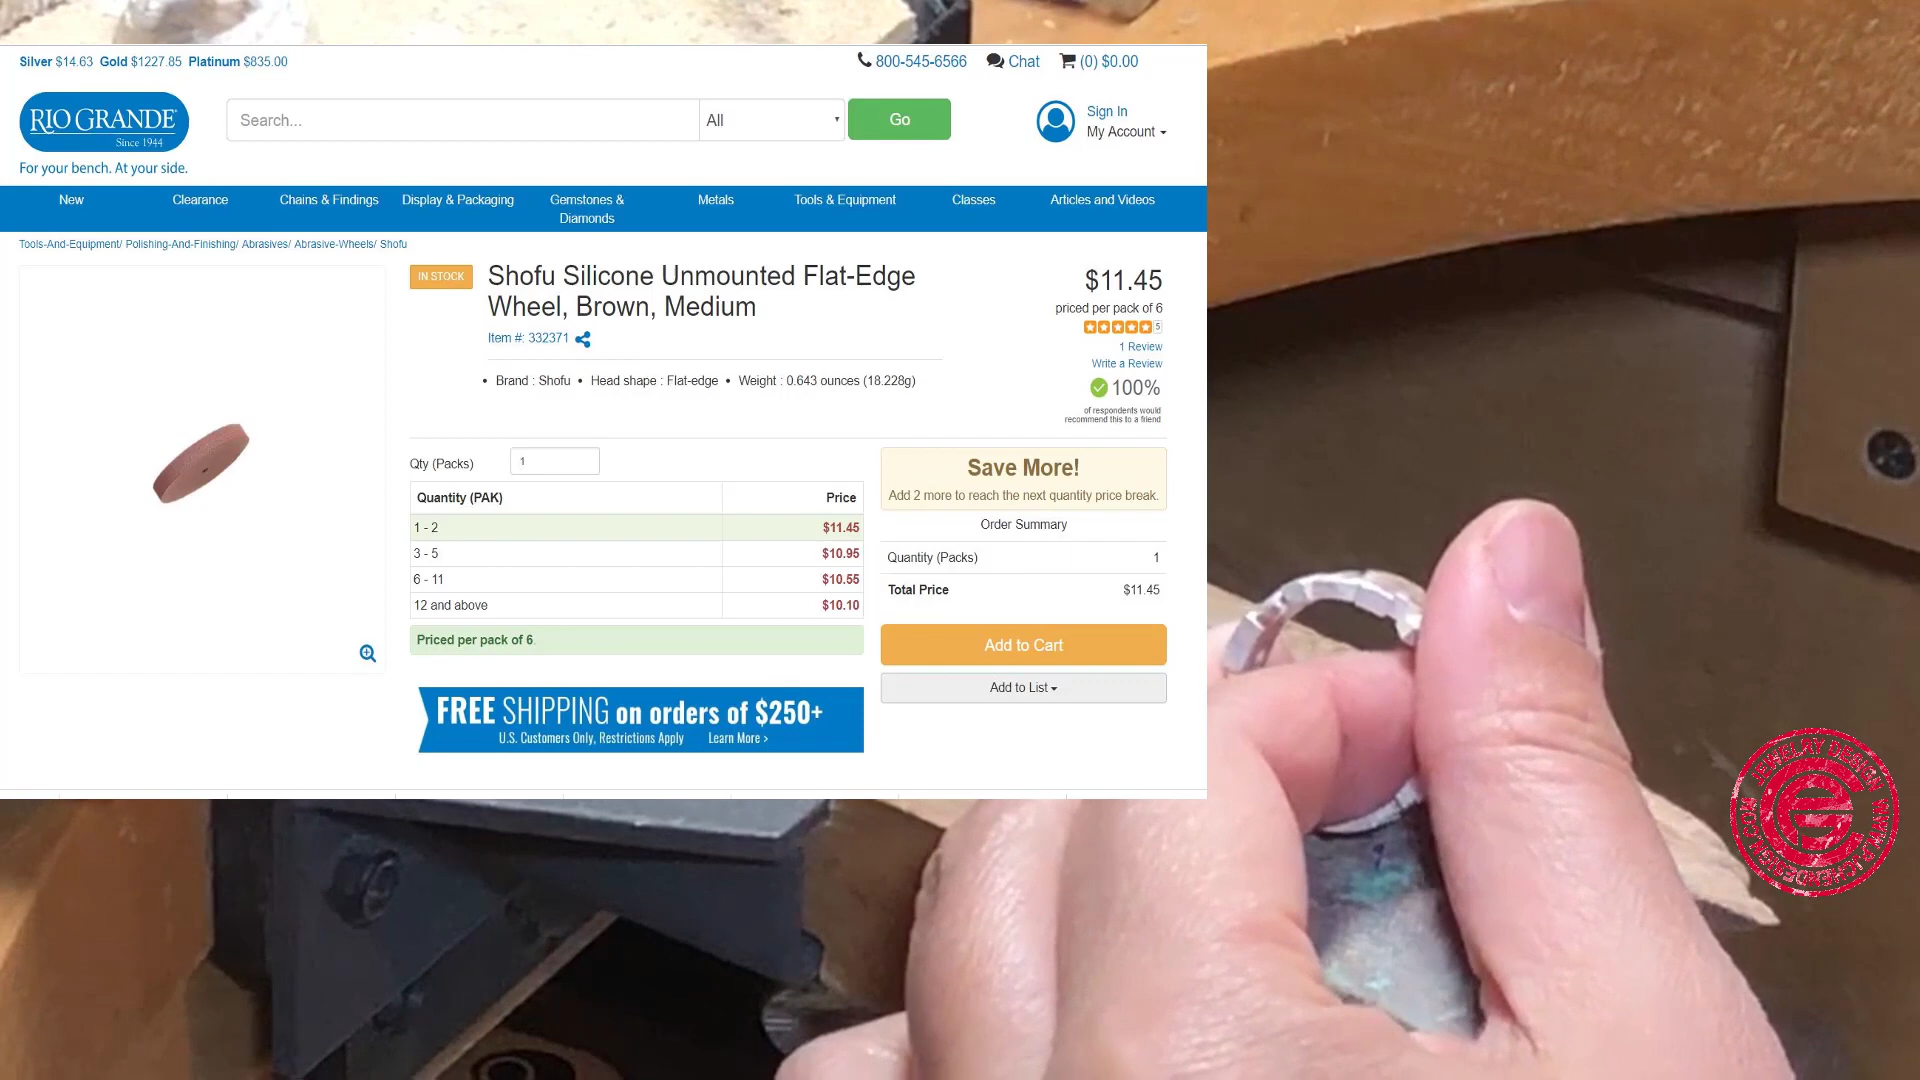 Silver $14.63 Gold $1227.85 Platinum $835.00
800-545-6566 Chat (0) $0.00
RIO GRANDE
Since 1944
For your bench. At your side.
Search...
All
Go
Sign In
My Account
New
Clearance
Chains & Findings
Display & Packaging
Gemstones &
Diamonds
Metals
Tools & Equipment
Classes
Articles and Videos
Tools-And-Equipment/ Polishing-And-Finishing/ Abrasives/ Abrasive-Wheels/ Shofu
IN STOCK
Shofu Silicone Unmounted Flat-Edge
Wheel, Brown, Medium
Item #: 332371
• Brand : Shofu • Head shape : Flat-edge • Weight : 0.643 ounces (18.228g)
$11.45
priced per pack of 6
5
1 Review
Write a Review
100%
of respondents would
recommend this to a friend
Qty (Packs) 1
Quantity (PAK) Price
1 - 2 $11.45
3 - 5 $10.95
6 - 11 $10.55
12 and above $10.10
Priced per pack of 6.
FREE SHIPPING on orders of $250+
U.S. Customers Only, Restrictions Apply Learn More >
Save More!
Add 2 more to reach the next quantity price break.
Order Summary
Quantity (Packs) 1
Total Price $11.45
Add to Cart
Add to List
JEWELRY DESIGN